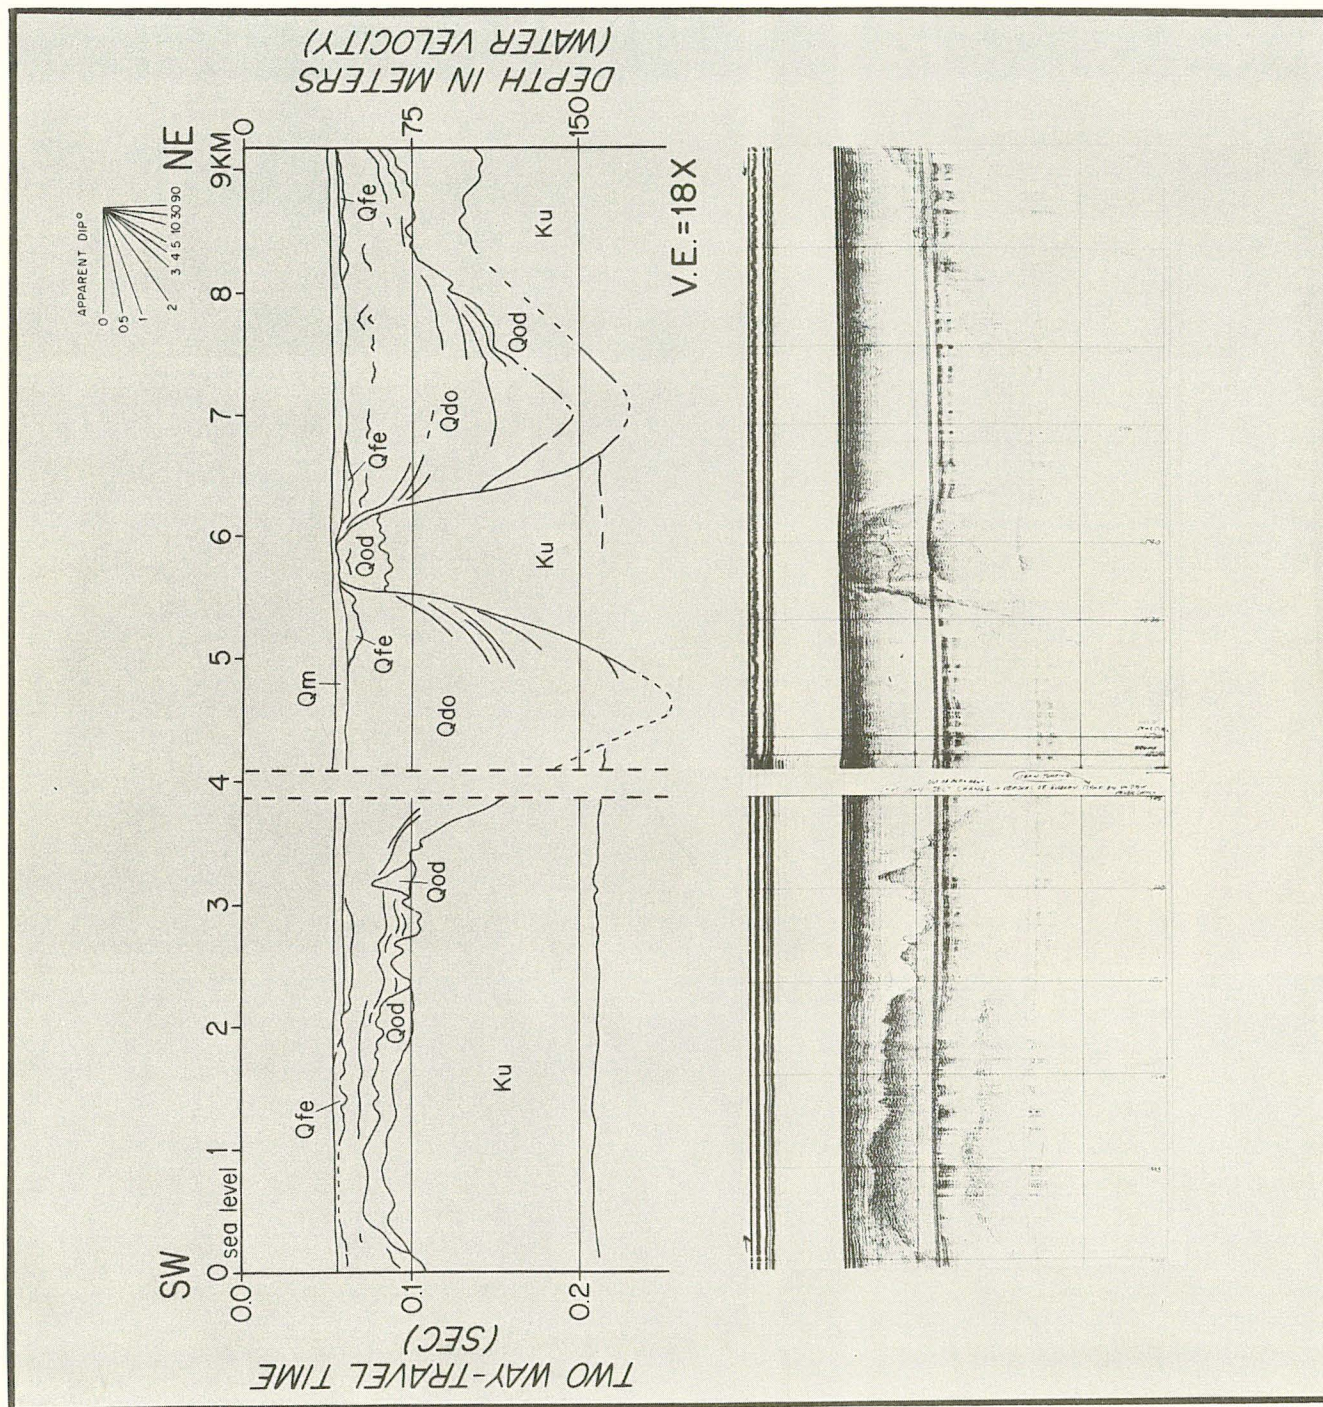 DEPTH IN METERS
(WATER VELOCITY)
0
75
150
NE
9KM
8
7
6
5
4
3
2
1
0
SW
sea level
APPARENT DIP°
0
05
1
2
3
4
5
10
30
90
Qfe
Ku
V.E.=18X
Qod
Qdo
Qfe
Qod
Ku
Qfe
Qm
Qdo
Qod
Qod
Qfe
Ku
0.0
0.1
0.2
TWO WAY-TRAVEL TIME
(SEC)